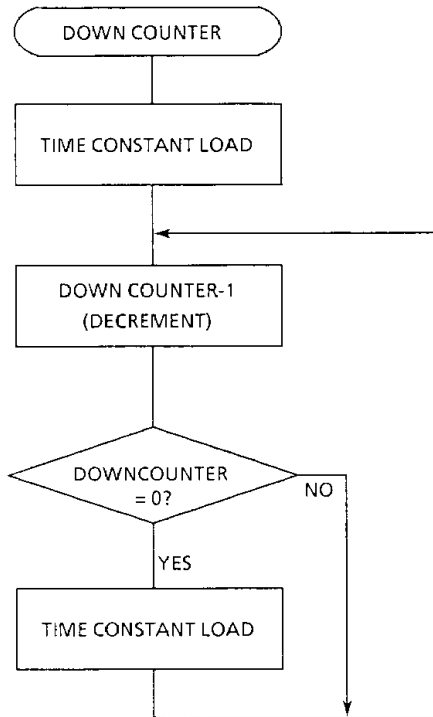 DOWN COUNTER
TIME CONSTANT LOAD
DOWN COUNTER-1
(DECREMENT)
DOWNCOUNTER
= 0?
NO
YES
TIME CONSTANT LOAD